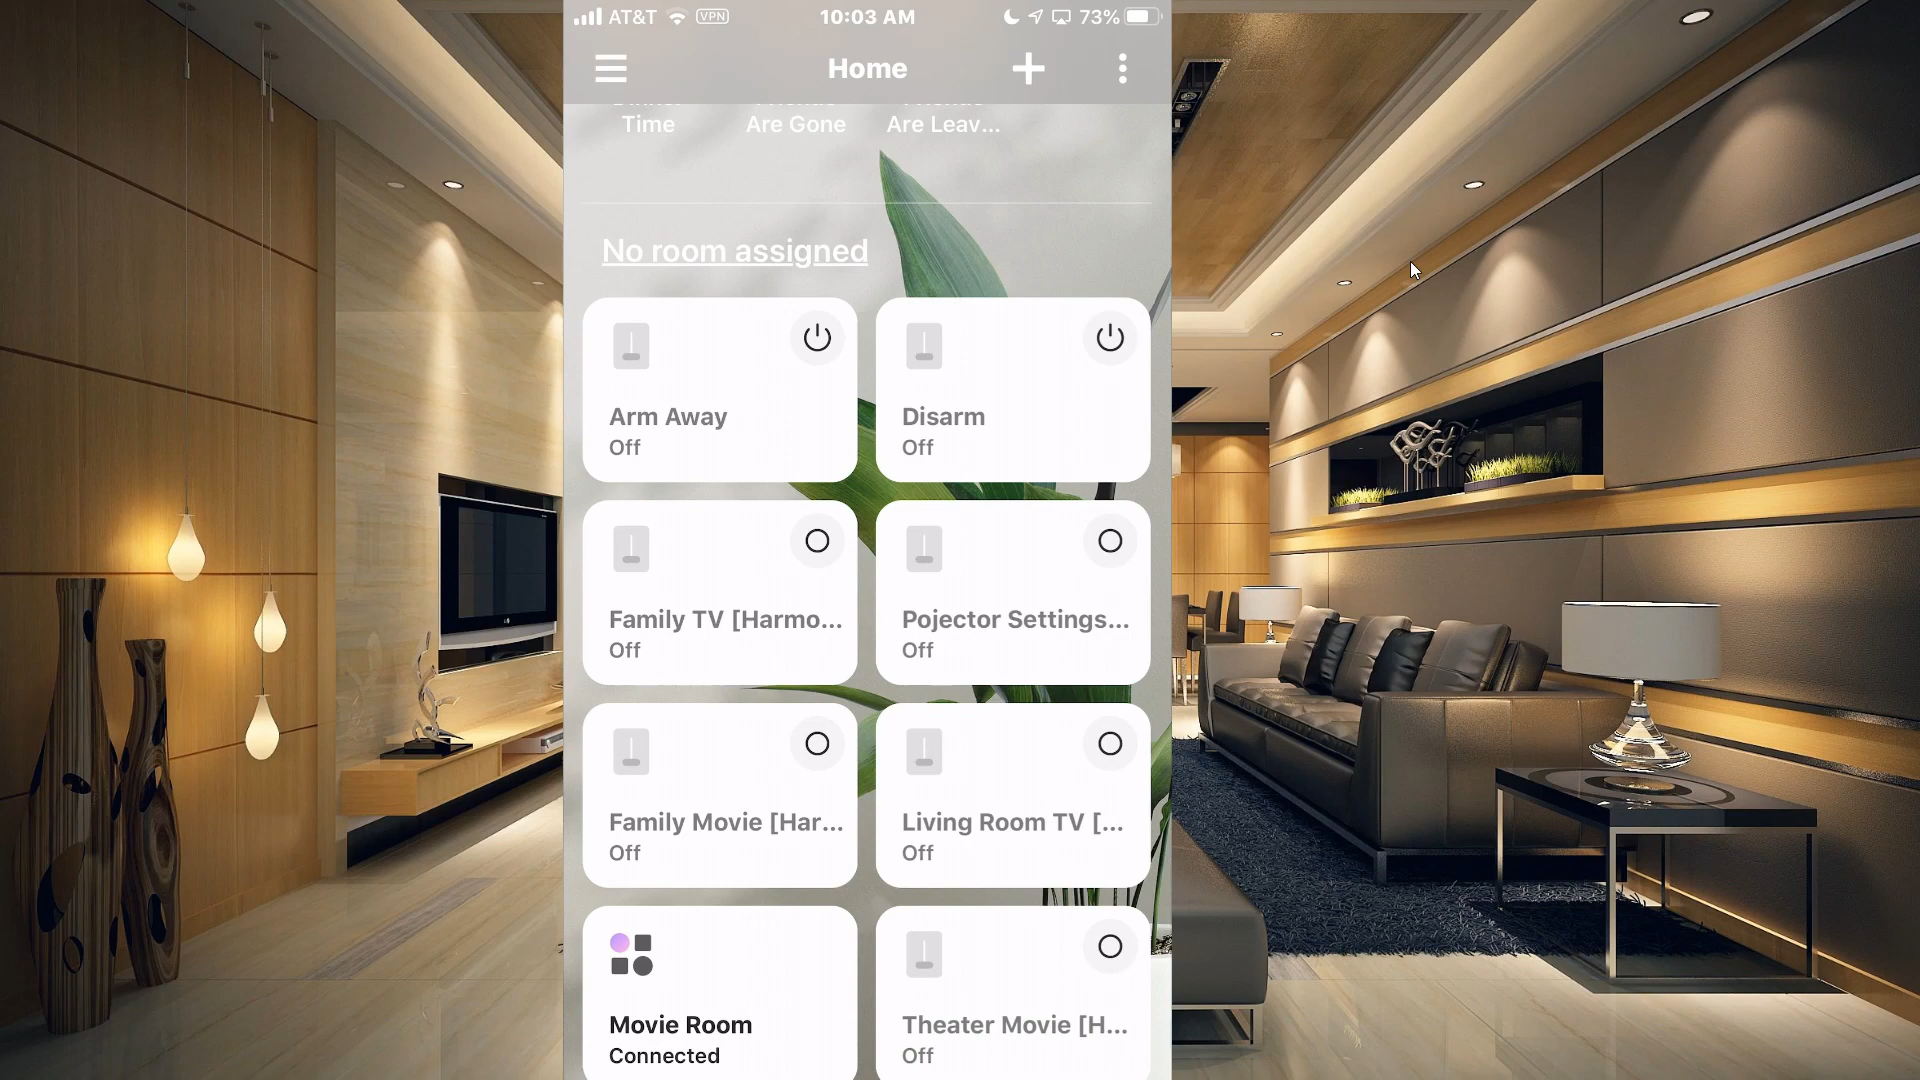 AT&T VPN 10:03 AM 73%
Home
Time
Are Gone
Are Leav...
No room assigned
Arm Away
Off
Disarm
Off
Family TV [Harmo...
Off
Pojector Settings...
Off
Family Movie [Har...
Off
Living Room TV [...
Off
Movie Room
Connected
Theater Movie [H...
Off